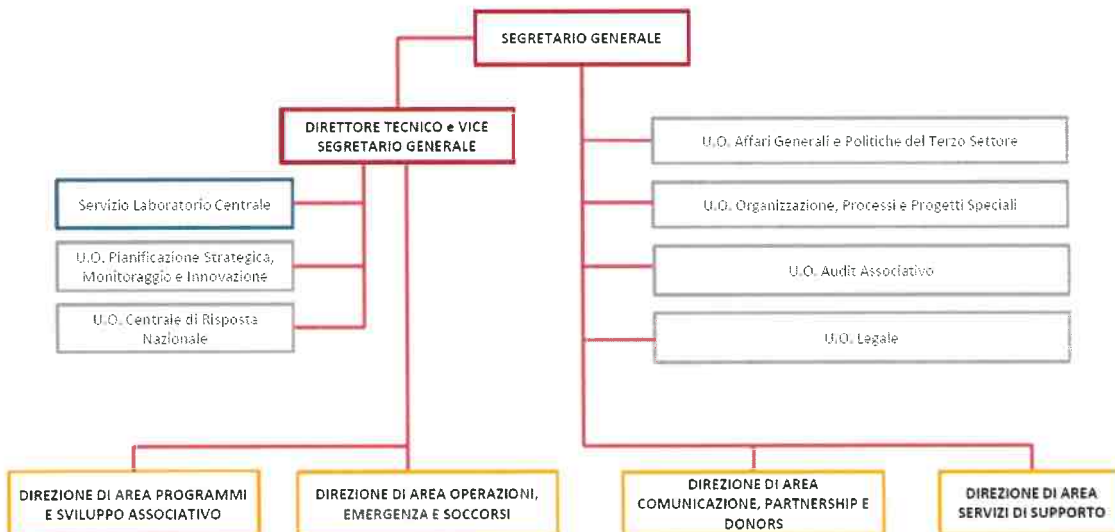 SEGRETARIO GENERALE
DIRETTORE TECNICO e VICE
SEGRETARIO GENERALE
Servizio Laboratorio Centrale
U.O. Pianificazione Strategica,
Monitoraggio e Innovazione
U.O. Centrale di Risposta
Nazionale
U.O. Affari Generali e Politiche del Terzo Settore
U.O. Organizzazione, Processi e Progetti Speciali
U.O. Audit Associativo
U.O. Legale
DIREZIONE DI AREA PROGRAMMI
E SVILUPPO ASSOCIATIVO
DIREZIONE DI AREA OPERAZIONI,
EMERGENZA E SOCCORSI
DIREZIONE DI AREA
COMUNICAZIONE, PARTNERSHIP E
DONORS
DIREZIONE DI AREA
SERVIZI DI SUPPORTO